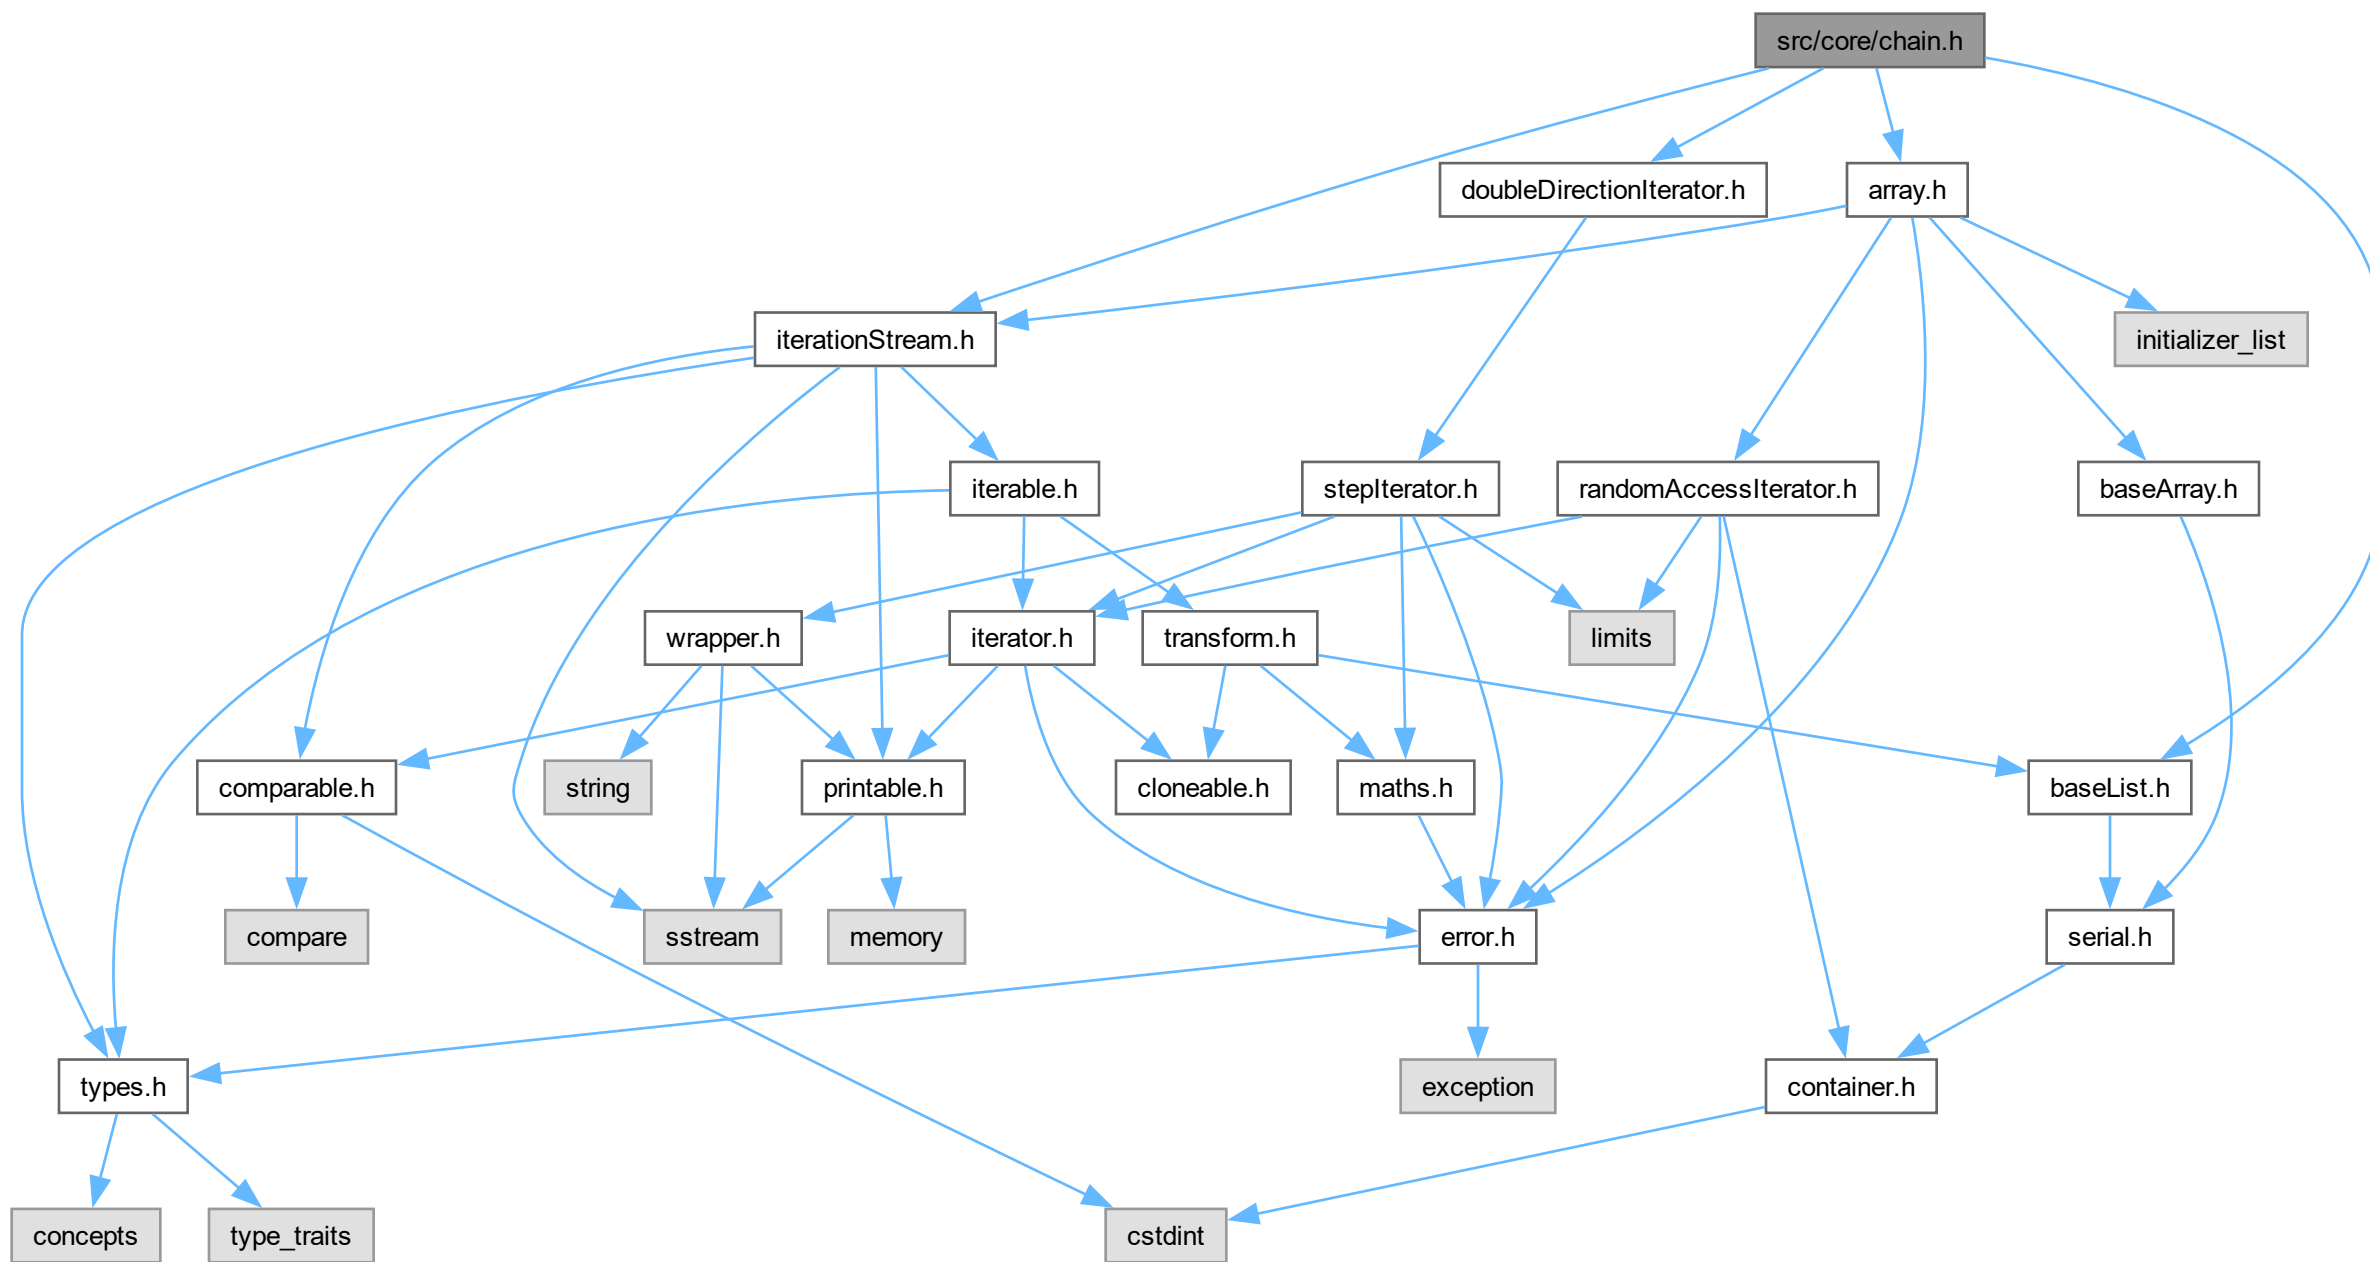 src/core/chain.h
doubleDirectionIterator.h
array.h
iterationStream.h
initializer_list
iterable.h
stepIterator.h
randomAccessIterator.h
baseArray.h
wrapper.h
iterator.h
transform.h
limits
comparable.h
string
printable.h
cloneable.h
maths.h
baseList.h
compare
sstream
memory
error.h
serial.h
types.h
exception
container.h
concepts
type_traits
cstdint